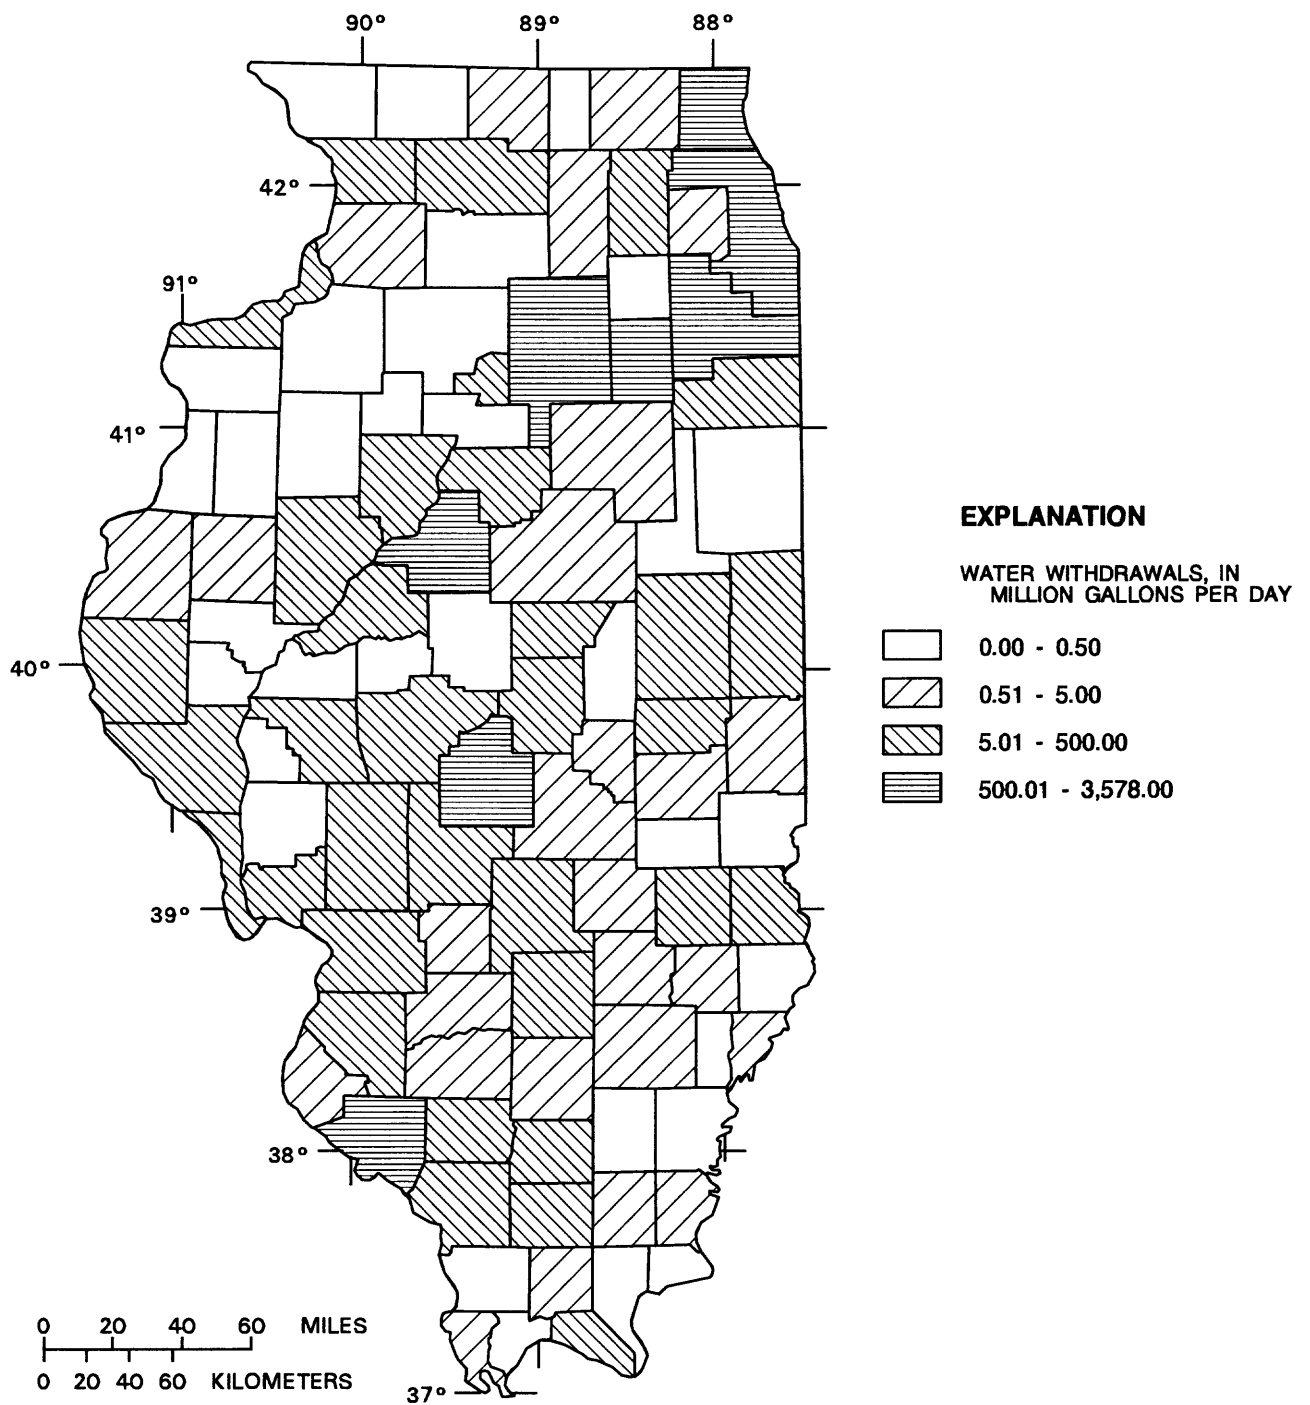 90° 89° 88°
42°
91°
41°
EXPLANATION
WATER WITHDRAWALS, IN
MILLION GALLONS PER DAY
0.00 - 0.50
40°
0.51 - 5.00
5.01 - 500.00
500.01 - 3,578.00
39°
38°
0 20 40 60 MILES
0 20 40 60 KILOMETERS
37°